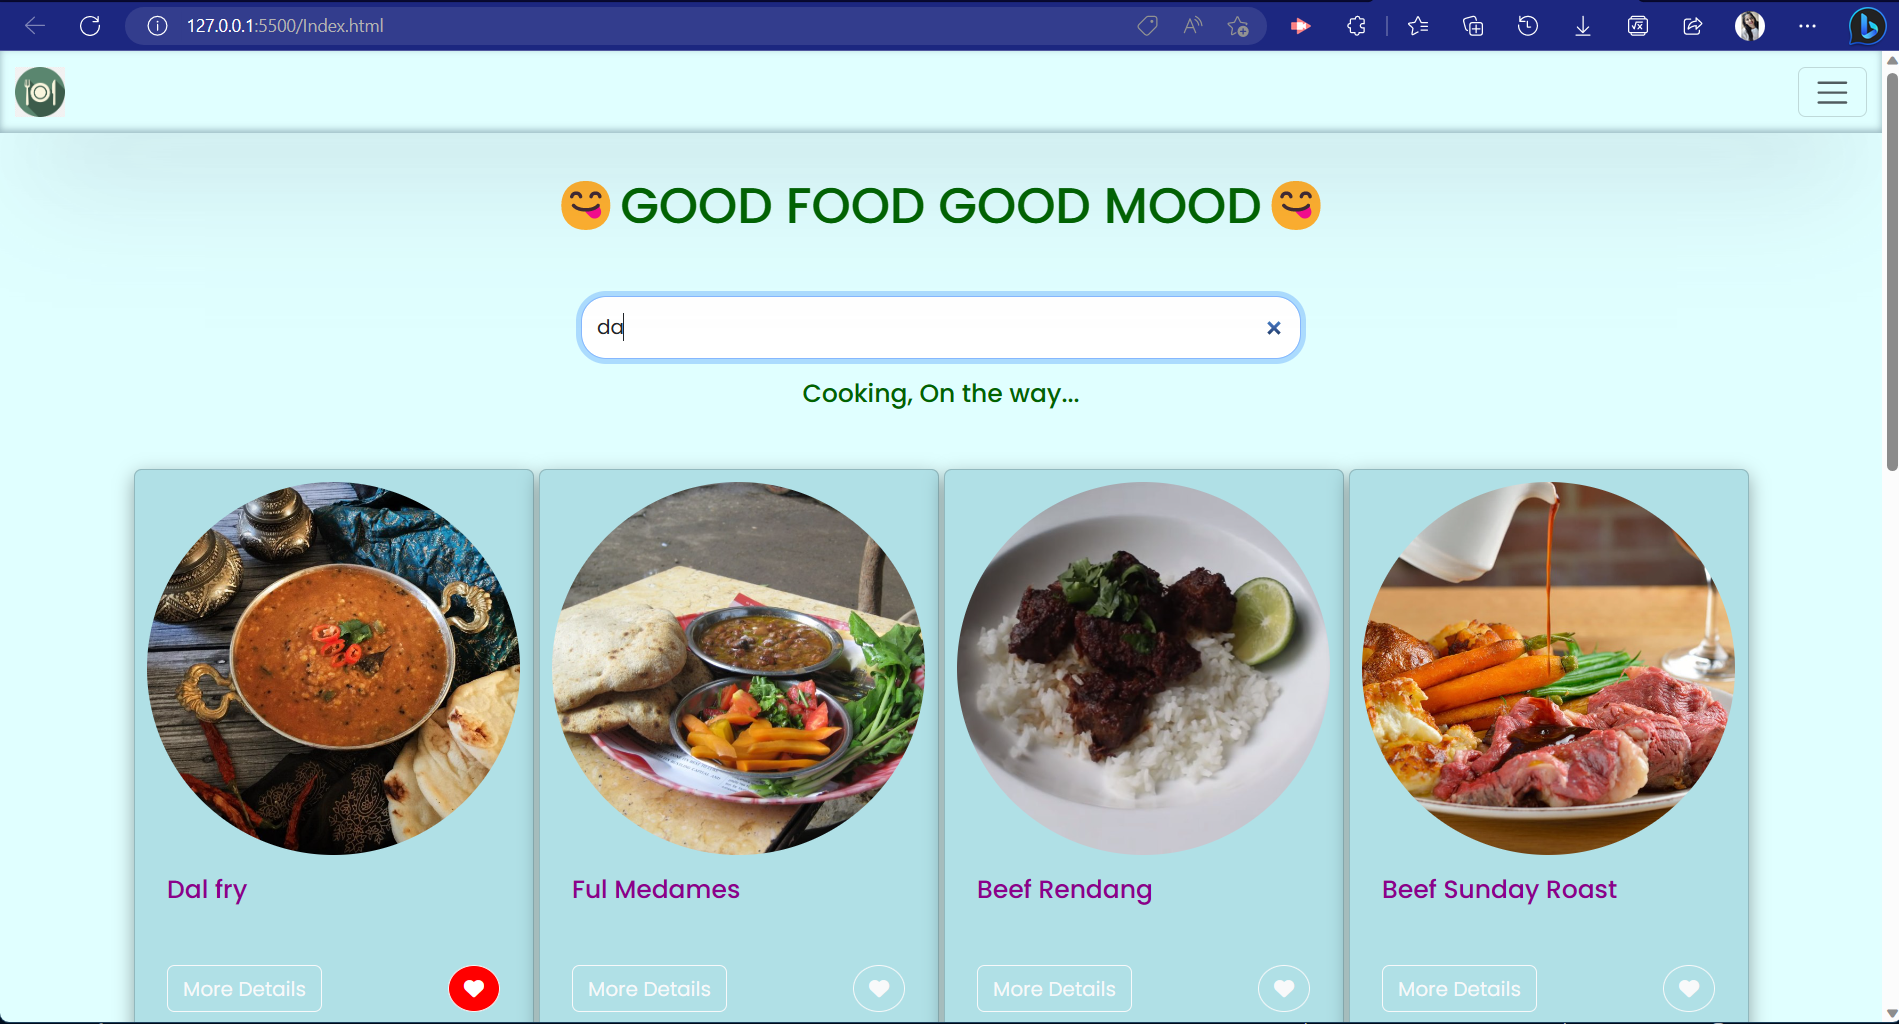 127.0.0.1:5500/Index.html
GOOD FOOD GOOD MOOD
da
Cooking, On the way...
Dal fry
Ful Medames
Beef Rendang
Beef Sunday Roast
More Details
More Details
More Details
More Details